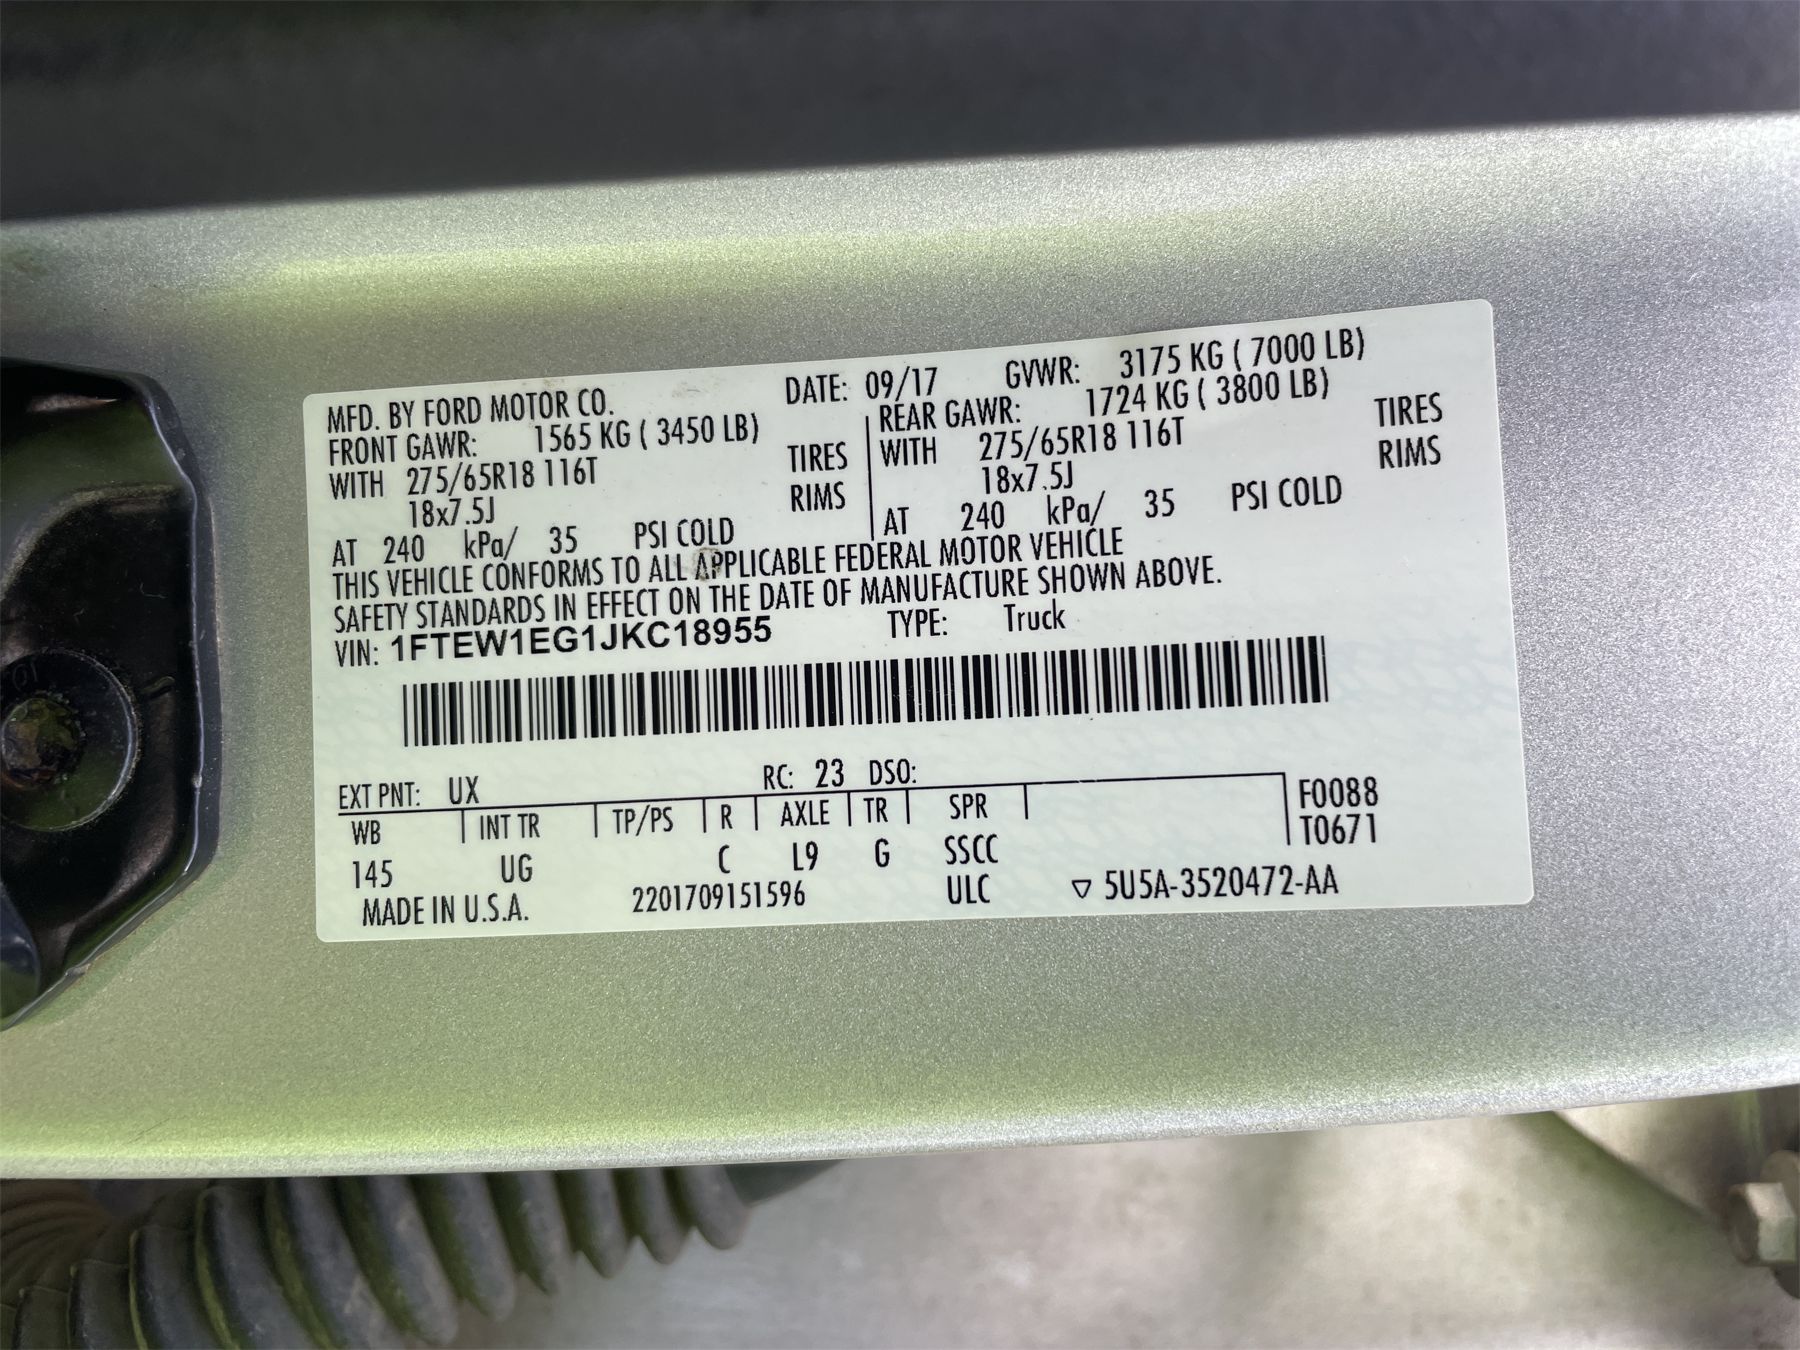 MFD. BY FORD MOTOR CO. DATE: 09/17 GVWR: 3175 KG ( 7000 LB)
FRONT GAWR: 1565 KG ( 3450 LB) REAR GAWR: 1724 KG ( 3800 LB)
WITH 275/65R18 116T TIRES WITH 275/65R18 116T TIRES
18x7.5J RIMS 18x7.5J RIMS
AT 240 kPa/ 35 PSI COLD AT 240 kPa/ 35 PSI COLD
THIS VEHICLE CONFORMS TO ALL APPLICABLE FEDERAL MOTOR VEHICLE
SAFETY STANDARDS IN EFFECT ON THE DATE OF MANUFACTURE SHOWN ABOVE.
VIN: 1FTEW1EG1JKC18955 TYPE: Truck
EXT PNT: UX RC: 23 DSO:
WB INT TR TP/PS R AXLE TR SPR F0088
T0671
145 UG C L9 G SSCC
MADE IN U.S.A. 2201709151596 ULC ▽ 5U5A-3520472-AA